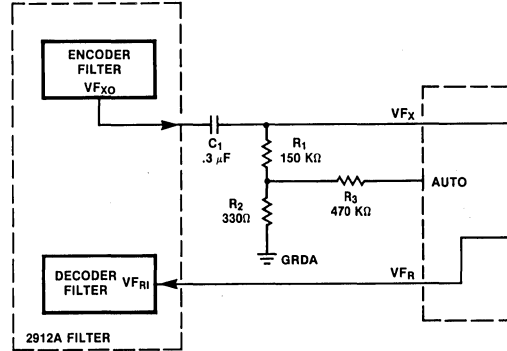 ENCODER
FILTER
VFXO
C1
.3 μF
VFX
R1
150 KΩ
R2
330Ω
R3
470 KΩ
AUTO
GRDA
DECODER
FILTER
VFRI
VFR
2912A FILTER